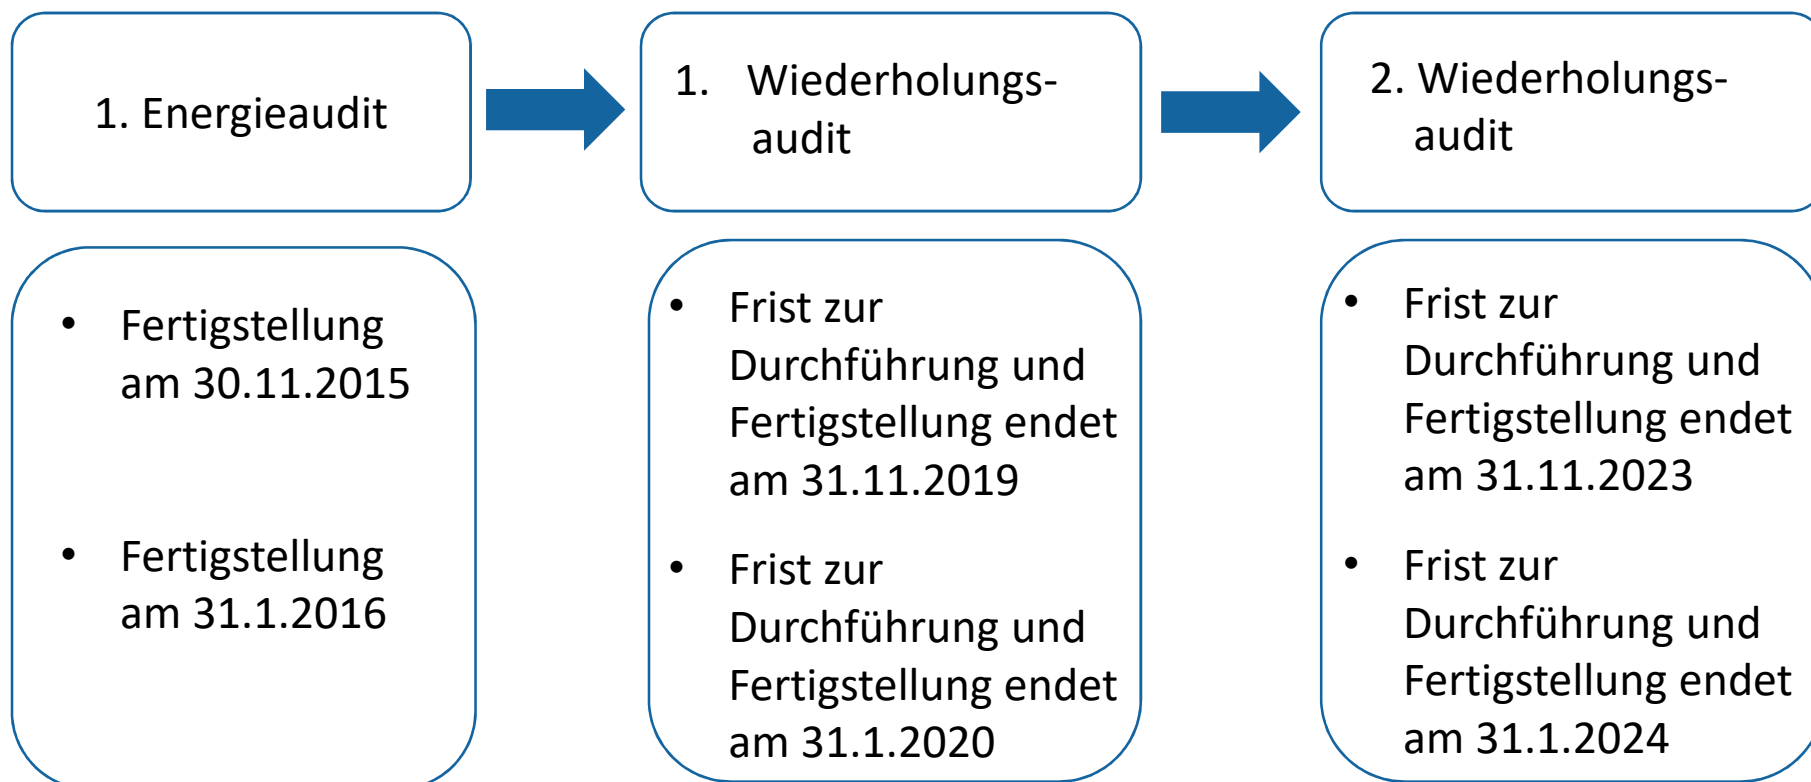 1. Energieaudit
1. Wiederholungs-
audit
2. Wiederholungs-
audit
• Fertigstellung
am 30.11.2015
• Fertigstellung
am 31.1.2016
• Frist zur
Durchführung und
Fertigstellung endet
am 31.11.2019
• Frist zur
Durchführung und
Fertigstellung endet
am 31.1.2020
• Frist zur
Durchführung und
Fertigstellung endet
am 31.11.2023
• Frist zur
Durchführung und
Fertigstellung endet
am 31.1.2024